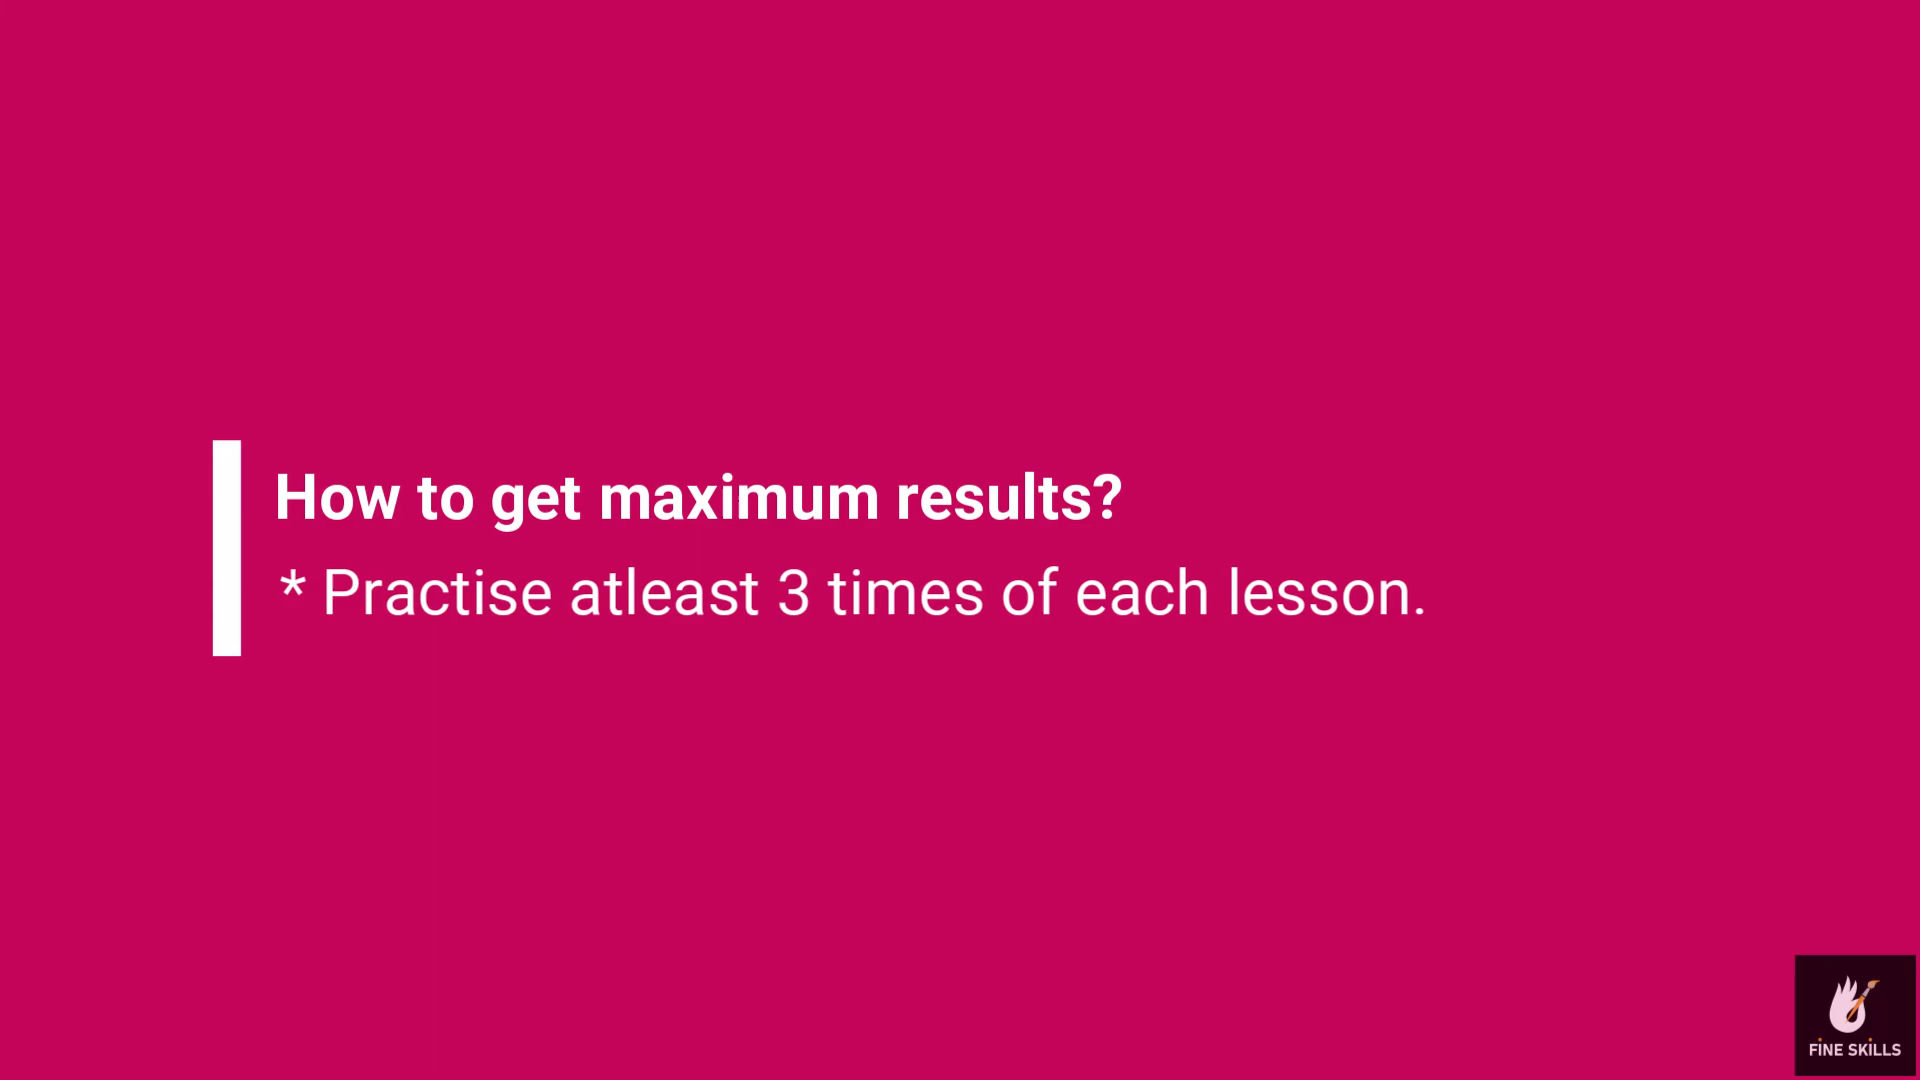 How to get maximum results?
* Practise atleast 3 times of each lesson.
FINE SKILLS